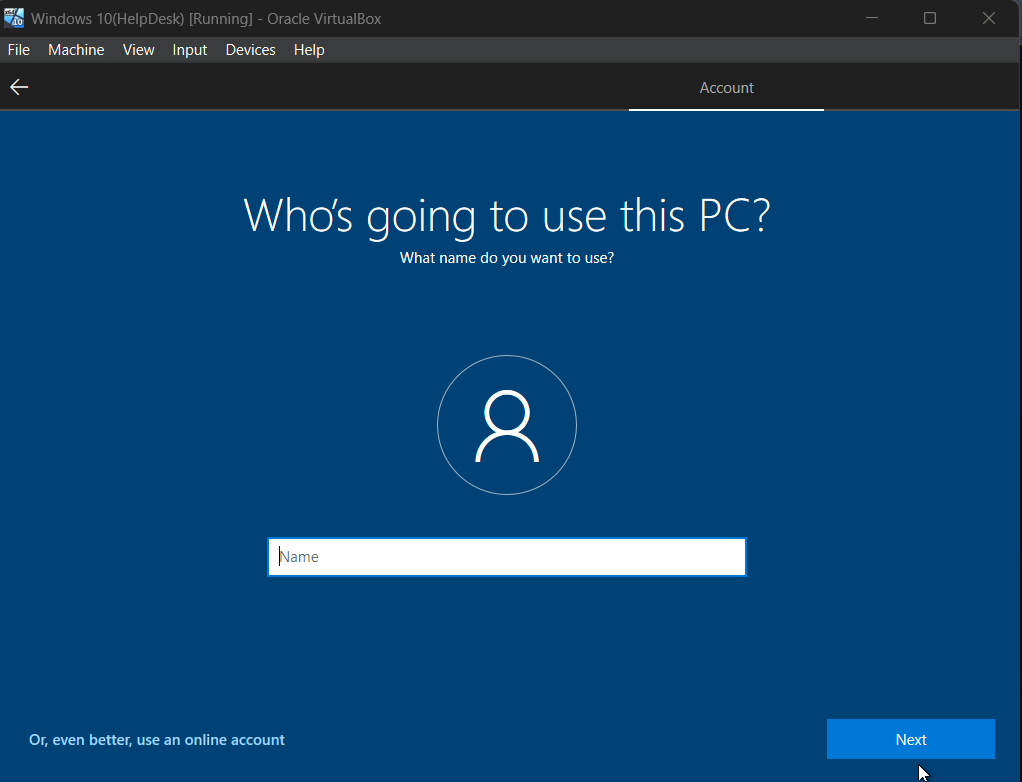 Windows 10(HelpDesk) [Running] - Oracle VirtualBox
File Machine View Input Devices Help
Account
Who's going to use this PC?
What name do you want to use?
Name
Or, even better, use an online account
Next